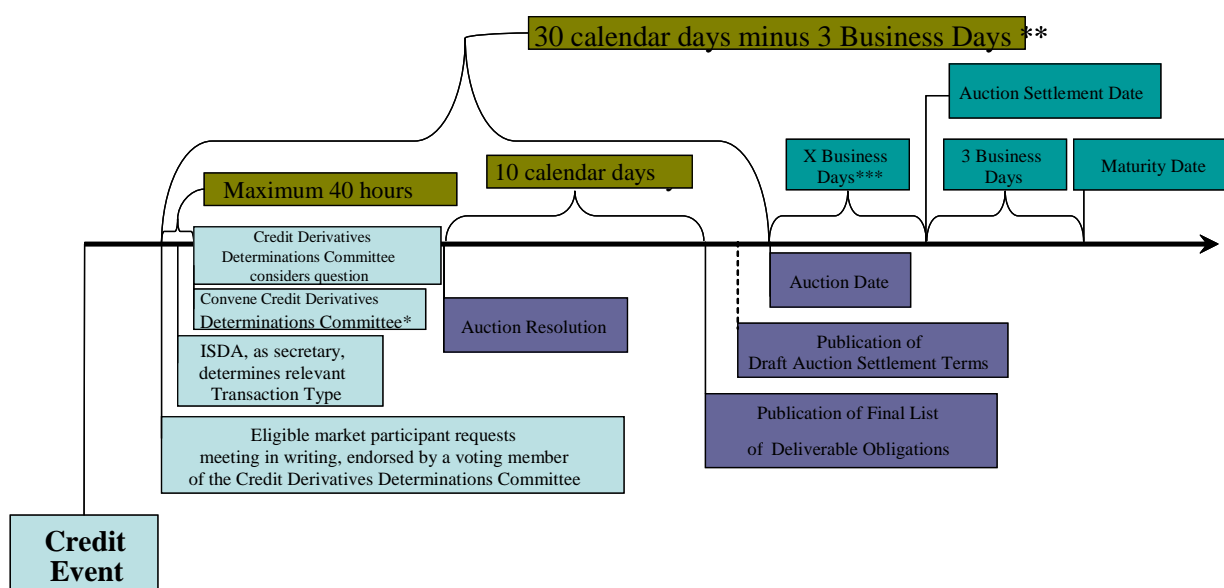 30 calendar days minus 3 Business Days **
Auction Settlement Date
X Business
Days***
3 Business
Days
Maturity Date
10 calendar days
Maximum 40 hours
Credit Derivatives
Determinations Committee
considers question
Convene Credit Derivatives
Determinations Committee*
ISDA, as secretary,
determines relevant
Transaction Type
Eligible market participant requests
meeting in writing, endorsed by a voting member
of the Credit Derivatives Determinations Committee
Auction Resolution
Auction Date
Publication of
Draft Auction Settlement Terms
Publication of Final List
of Deliverable Obligations
Credit
Event